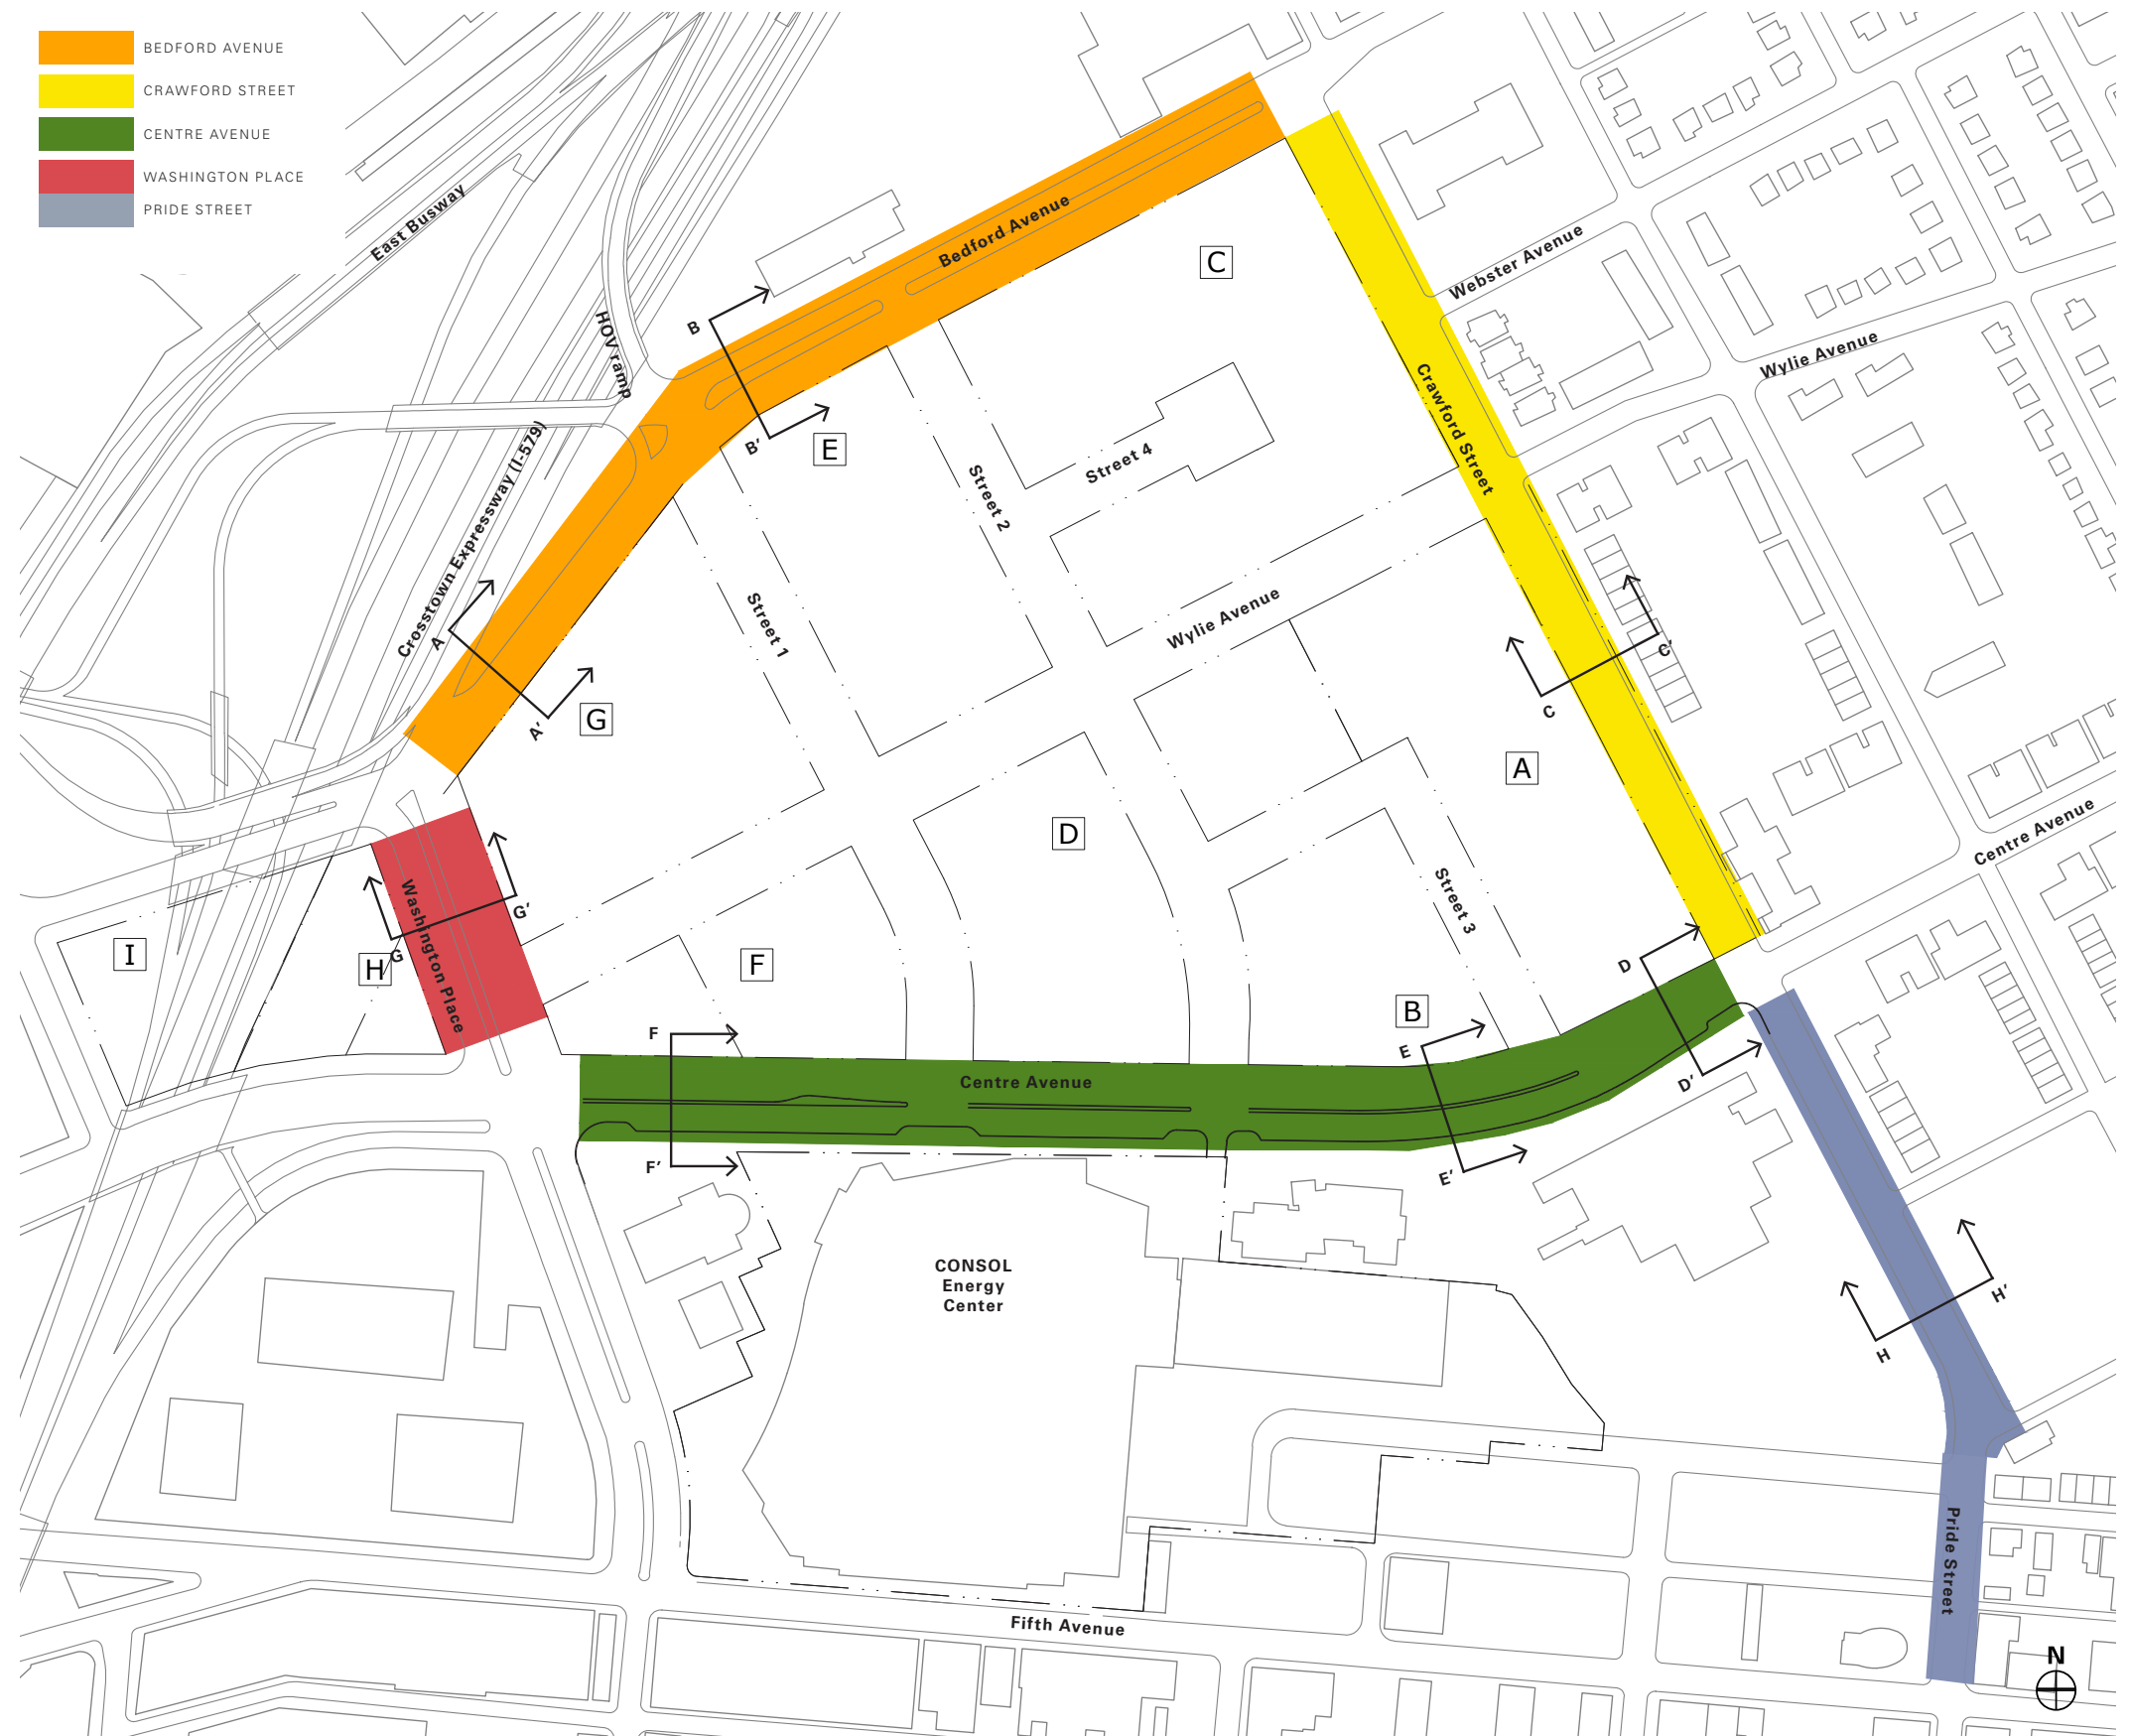 BEDFORD AVENUE
CRAWFORD STREET
CENTRE AVENUE
WASHINGTON PLACE
PRIDE STREET
East Busway
HOV ramp
Crosstown Expressway (I-579)
Bedford Avenue
C
Webster Avenue
Wylie Avenue
Crawford Street
B
B'
E
Street 2
Street 4
Street 1
Wylie Avenue
A
A'
G
C
C'
A
D
Centre Avenue
Street 3
Washington Place
G
G'
I
H
F
B
D
D'
E
E'
F
F'
Centre Avenue
CONSOL
Energy
Center
H
H'
Pride Street
Fifth Avenue
N